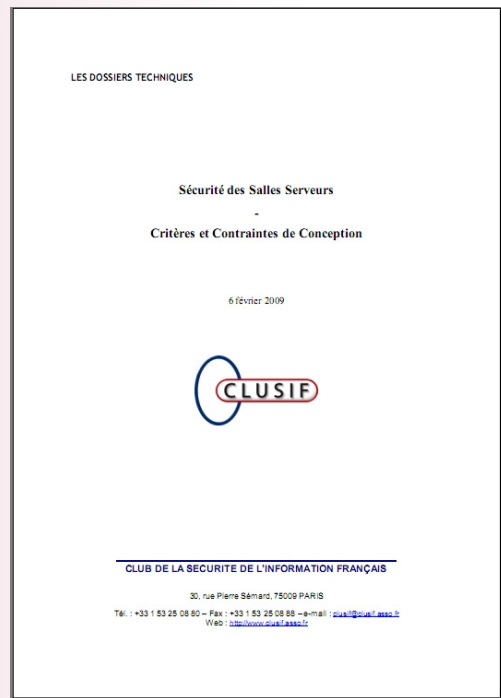 LES DOSSIERS TECHNIQUES
Sécurité des Salles Serveurs
-
Critères et Contraintes de Conception
6 février 2009
CLUSIF
CLUB DE LA SECURITE DE L'INFORMATION FRANÇAIS
30, rue Pierre Sémard, 75009 PARIS
Tél. : +33 1 53 25 08 80 – Fax : +33 1 53 25 08 88 – e-mail : clusif@clusif.asso.fr
Web : http://www.clusif.asso.fr